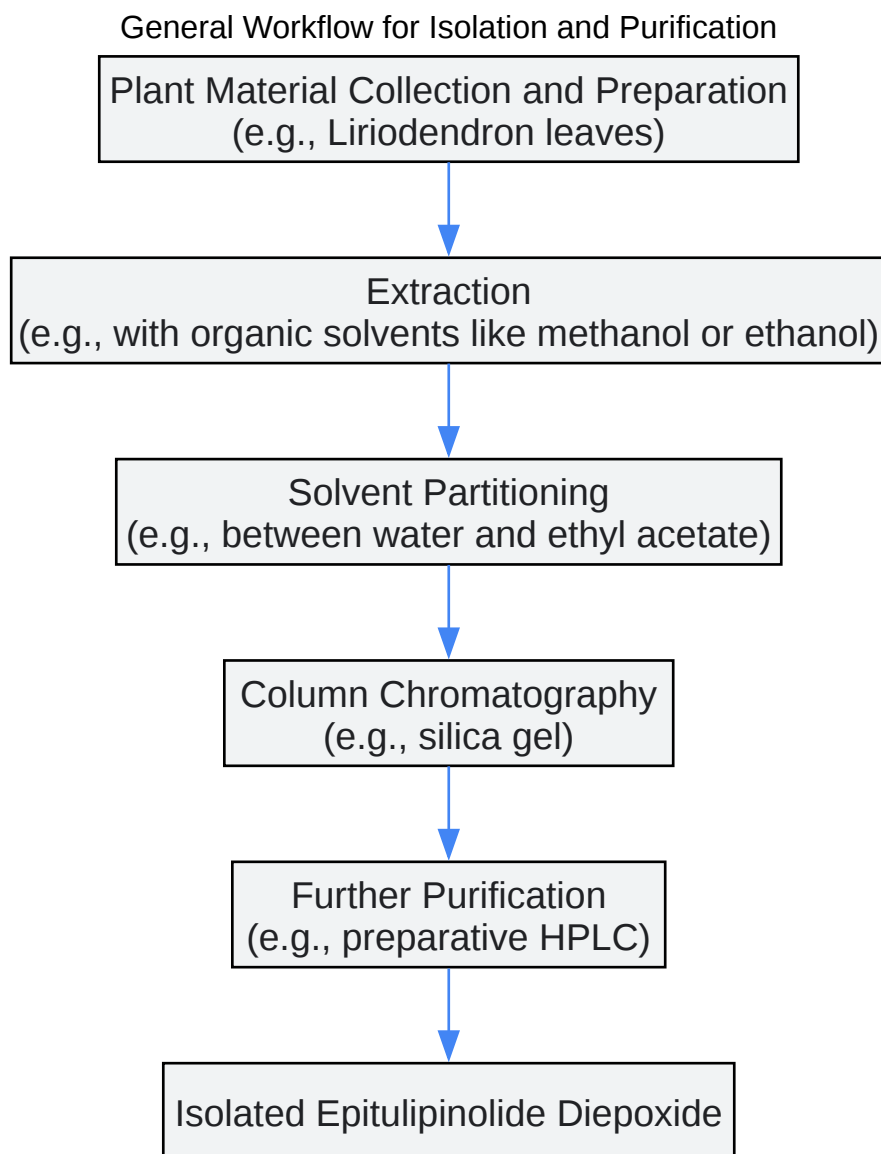 General Workflow for Isolation and Purification
Plant Material Collection and Preparation
(e.g., Liriodendron leaves)
Extraction
(e.g., with organic solvents like methanol or ethanol)
Solvent Partitioning
(e.g., between water and ethyl acetate)
Column Chromatography
(e.g., silica gel)
Further Purification
(e.g., preparative HPLC)
Isolated Epitulipinolide Diepoxide